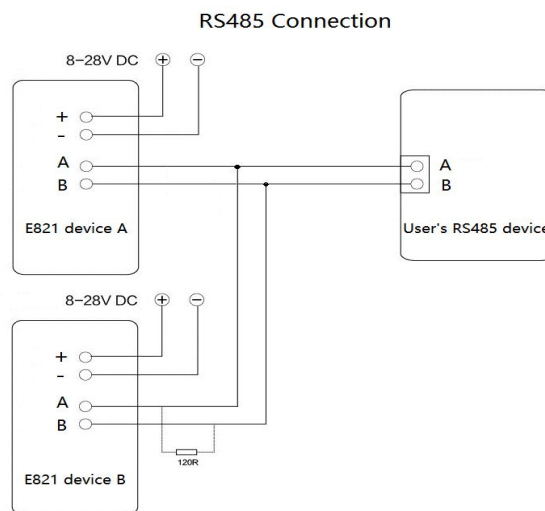 RS485 Connection
8-28V DC + −
+
-
A
B
E821 device A
A
B
User's RS485 device
8-28V DC + −
+
-
A
B
120R
E821 device B